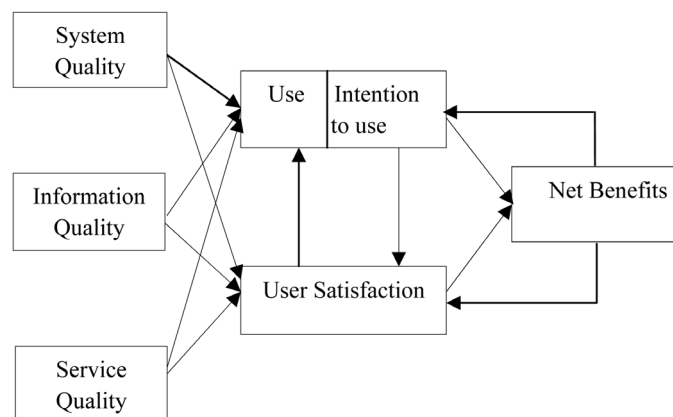 System
Quality
Use
Intention
to use
Information
Quality
Net Benefits
User Satisfaction
Service
Quality